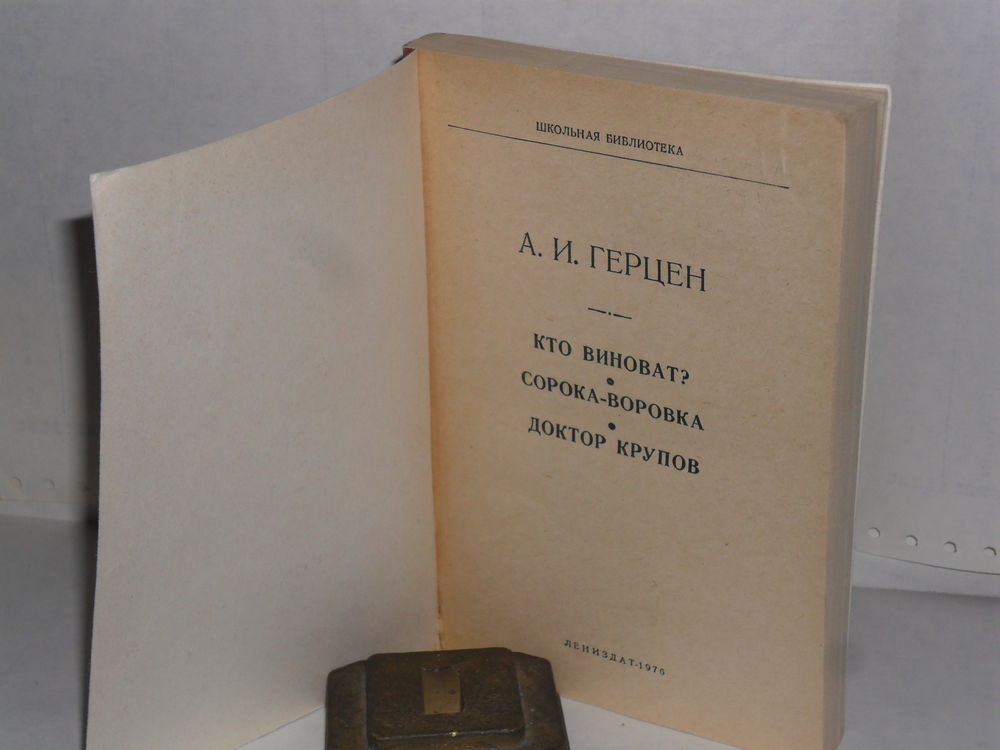 ШКОЛЬНАЯ БИБЛИОТЕКА
А. И. ГЕРЦЕН
КТО ВИНОВАТ?
СОРОКА-ВОРОВКА
ДОКТОР КРУПОВ
ЛЕНИЗДАТ·1976